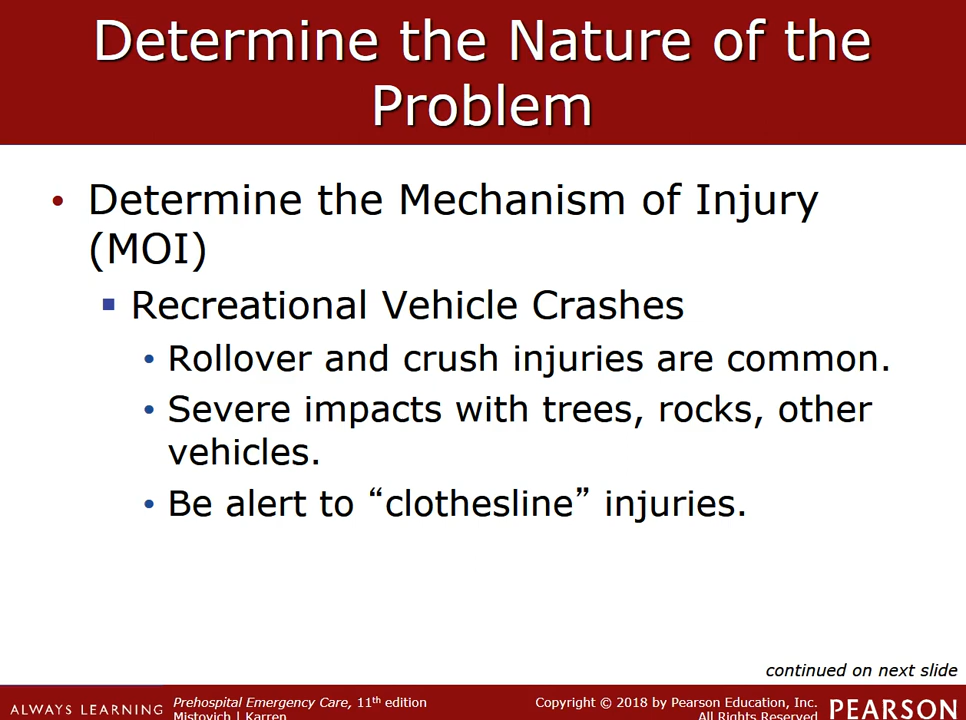 Determine the Nature of the
Problem
• Determine the Mechanism of Injury
(MOI)
▪ Recreational Vehicle Crashes
• Rollover and crush injuries are common.
• Severe impacts with trees, rocks, other
vehicles.
• Be alert to “clothesline” injuries.
continued on next slide
ALWAYS LEARNING
Prehospital Emergency Care, 11th edition
Mistovich | Karren
Copyright © 2018 by Pearson Education, Inc.
All Rights Reserved
PEARSON